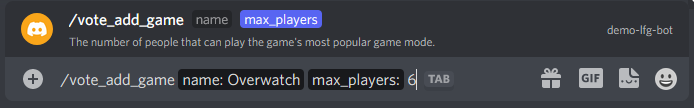 /vote_add_game name max_players
The number of people that can play the game's most popular game mode.
demo-lfg-bot
/vote_add_game name: Overwatch max_players: 6 TAB
GIF